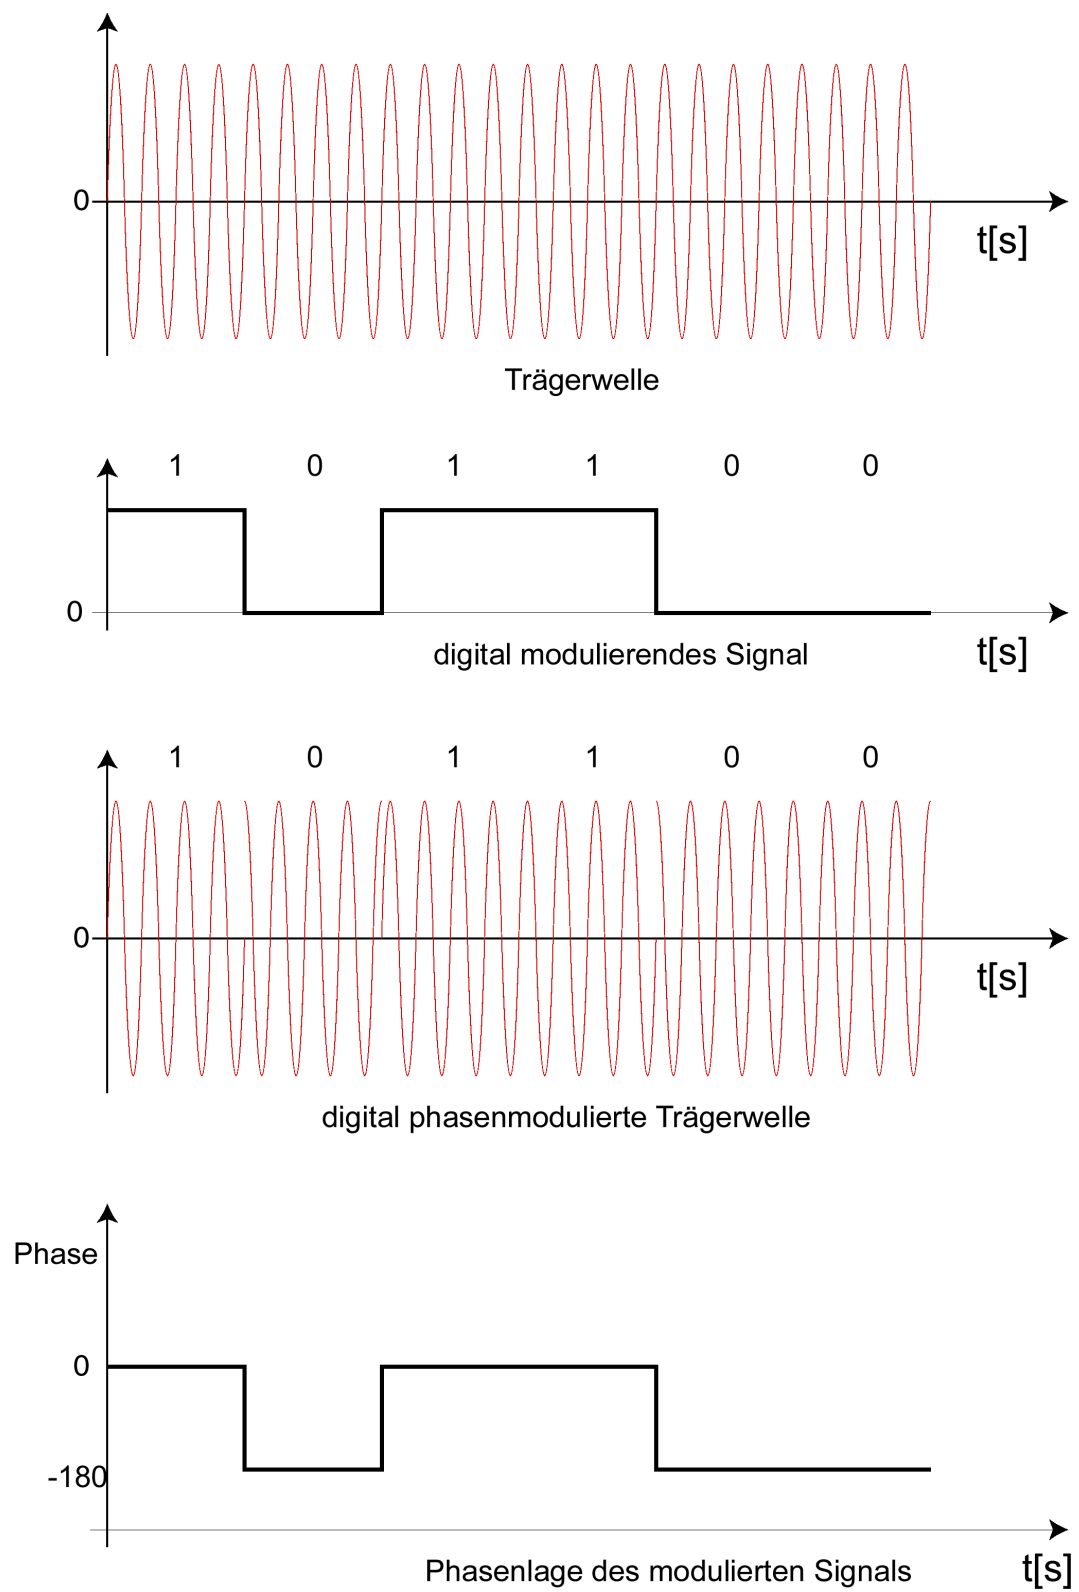 0
t[s]
Trägerwelle
1 0 1 1 0 0
0
digital modulierendes Signal
t[s]
1 0 1 1 0 0
0
t[s]
digital phasenmodulierte Trägerwelle
Phase
0
-180
Phasenlage des modulierten Signals
t[s]